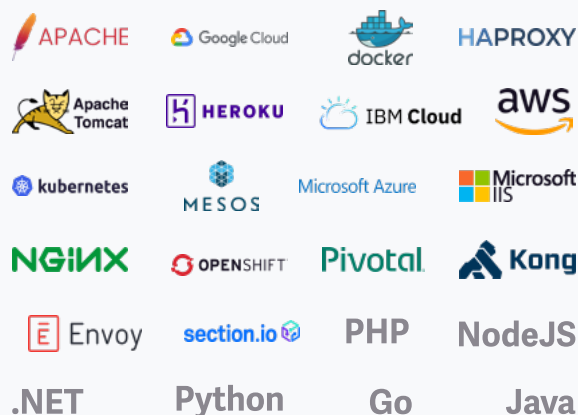 APACHE
Google Cloud
docker
HAPROXY
Apache
Tomcat
HEROKU
IBM Cloud
aws
kubernetes
MESOS
Microsoft Azure
Microsoft
IIS
NGiNX
OPENSHIFT
Pivotal.
Kong
Envoy
section.io
PHP
NodeJS
.NET
Python
Go
Java